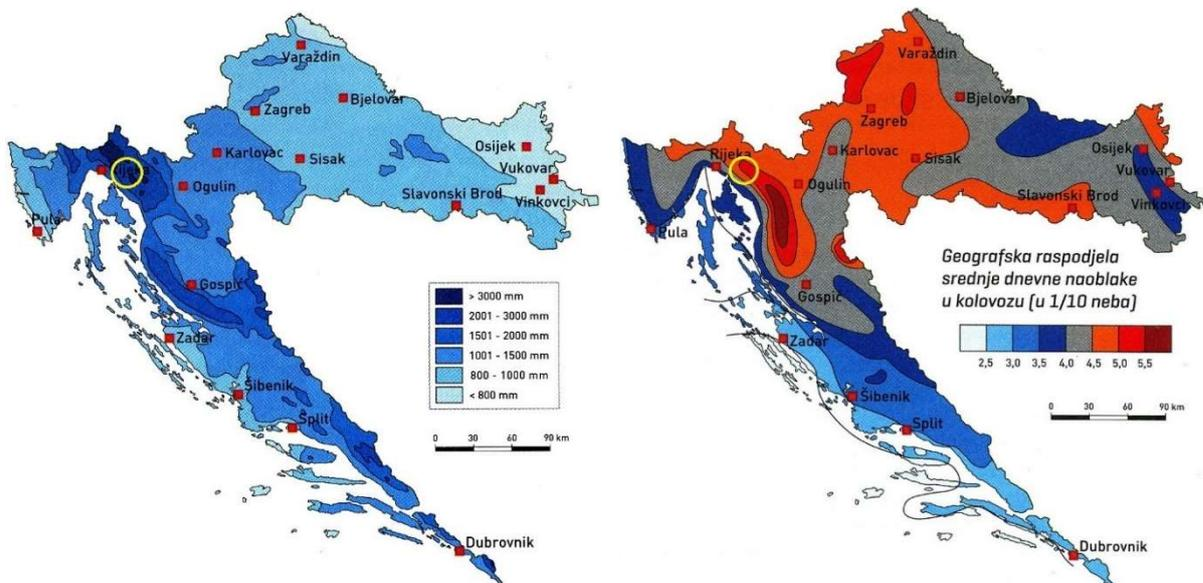 Varaždin
Bjelovar
Zagreb
Rijeka
Karlovac
Sisak
Osijek
Vukovar
Ogulin
Slavonski Brod
Vinkovci
Pula
Gospić
Zadar
Šibenik
Split
Dubrovnik
> 3000 mm
2001 - 3000 mm
1501 - 2000 mm
1001 - 1500 mm
800 - 1000 mm
< 800 mm
0 30 60 90 km
Varaždin
Bjelovar
Zagreb
Rijeka
Karlovac
Sisak
Osijek
Vukovar
Ogulin
Slavonski Brod
Vinkovci
Pula
Gospić
Zadar
Šibenik
Split
Dubrovnik
Geografska raspodjela
srednje dnevne naoblake
u kolovozu (u 1/10 neba)
2,5 3,0 3,5 4,0 4,5 5,0 5,5
0 30 60 90 km